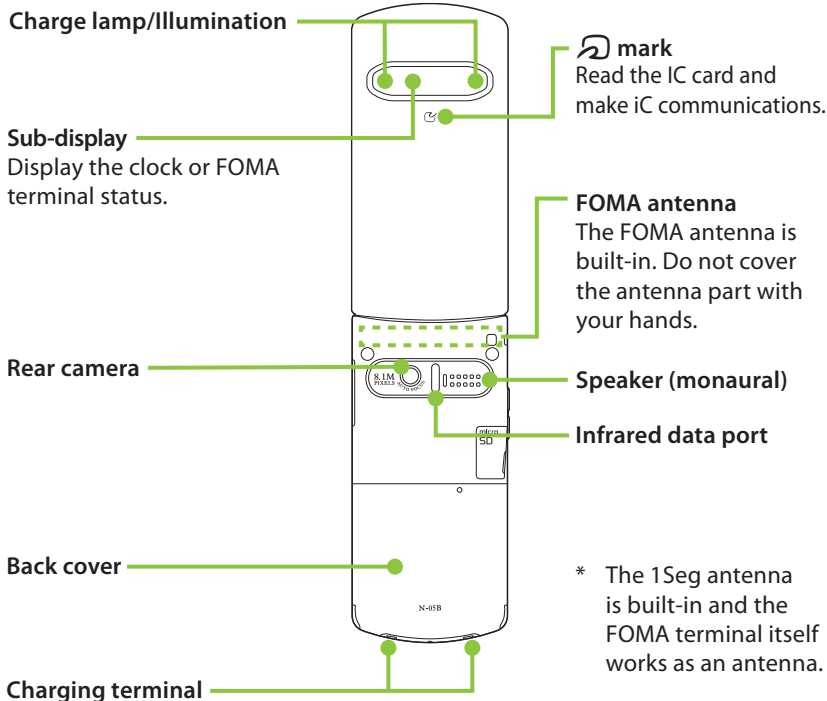 Charge lamp/Illumination
Sub-display
Display the clock or FOMA
terminal status.
Rear camera
Back cover
Charging terminal
8.1M
PIXELS
AUTO FOCUS
micro
SD
N-05B
mark
Read the IC card and
make iC communications.
FOMA antenna
The FOMA antenna is
built-in. Do not cover
the antenna part with
your hands.
Speaker (monaural)
Infrared data port
* The 1Seg antenna
is built-in and the
FOMA terminal itself
works as an antenna.